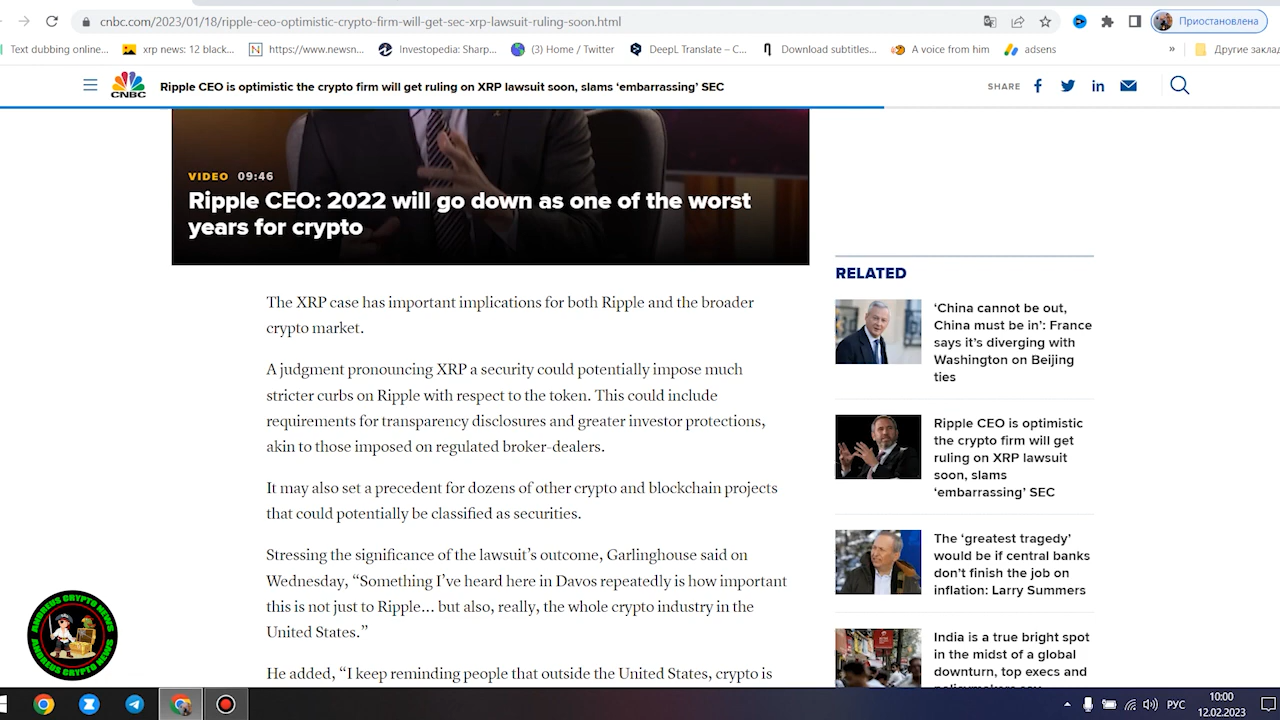 cnbc.com/2023/01/18/ripple-ceo-optimistic-crypto-firm-will-get-sec-xrp-lawsuit-ruling-soon.html
Приостановлена
Text dubbing online...
xrp news: 12 black...
https://www.newsn...
Investopedia: Sharp...
(3) Home / Twitter
DeepL Translate – C...
Download subtitles...
A voice from him
adsens
»
Другие закла
CNBC
Ripple CEO is optimistic the crypto firm will get ruling on XRP lawsuit soon, slams ‘embarrassing’ SEC
SHARE
VIDEO 09:46
Ripple CEO: 2022 will go down as one of the worst
years for crypto
The XRP case has important implications for both Ripple and the broader
crypto market.
A judgment pronouncing XRP a security could potentially impose much
stricter curbs on Ripple with respect to the token. This could include
requirements for transparency disclosures and greater investor protections,
akin to those imposed on regulated broker-dealers.
It may also set a precedent for dozens of other crypto and blockchain projects
that could potentially be classified as securities.
Stressing the significance of the lawsuit’s outcome, Garlinghouse said on
Wednesday, “Something I’ve heard here in Davos repeatedly is how important
this is not just to Ripple… but also, really, the whole crypto industry in the
United States.”
He added, “I keep reminding people that outside the United States, crypto is
RELATED
‘China cannot be out,
China must be in’: France
says it’s diverging with
Washington on Beijing
ties
Ripple CEO is optimistic
the crypto firm will get
ruling on XRP lawsuit
soon, slams
‘embarrassing’ SEC
The ‘greatest tragedy’
would be if central banks
don’t finish the job on
inflation: Larry Summers
India is a true bright spot
in the midst of a global
downturn, top execs and
policymakers say
ANDREUS CRYPTO NEWS
ANDREUS CRYPTO NEWS
РУС
10:00
12.02.2023